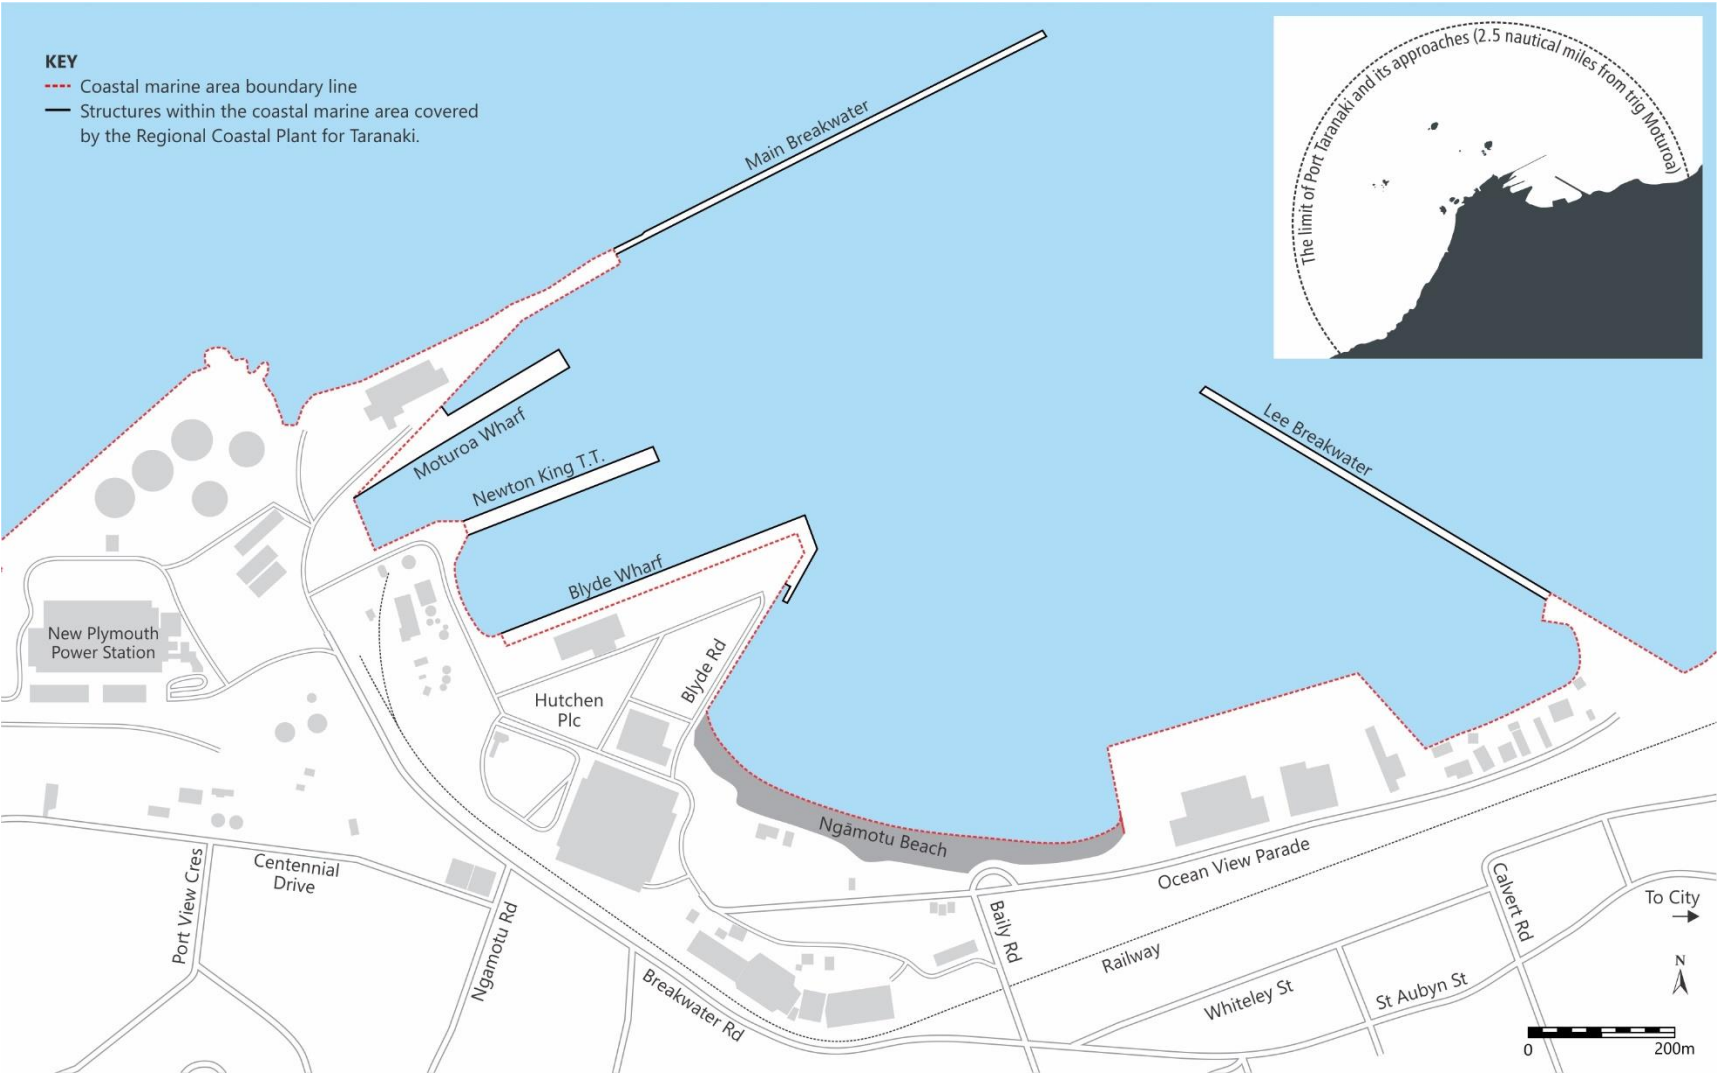 KEY
Coastal marine area boundary line
Structures within the coastal marine area covered
by the Regional Coastal Plant for Taranaki.
The limit of Port Taranaki and its approaches (2.5 nautical miles from trig Moturoa)
Main Breakwater
Moturoa Wharf
Newton King T.T.
Lee Breakwater
Blyde Wharf
New Plymouth
Power Station
Blyde Rd
Hutchen
Plc
Ngāmotu Beach
Ocean View Parade
Port View Cres
Centennial
Drive
Ngamotu Rd
Breakwater Rd
Baily Rd
Railway
Calvert Rd
To City
Whiteley St
St Aubyn St
N
0 200m